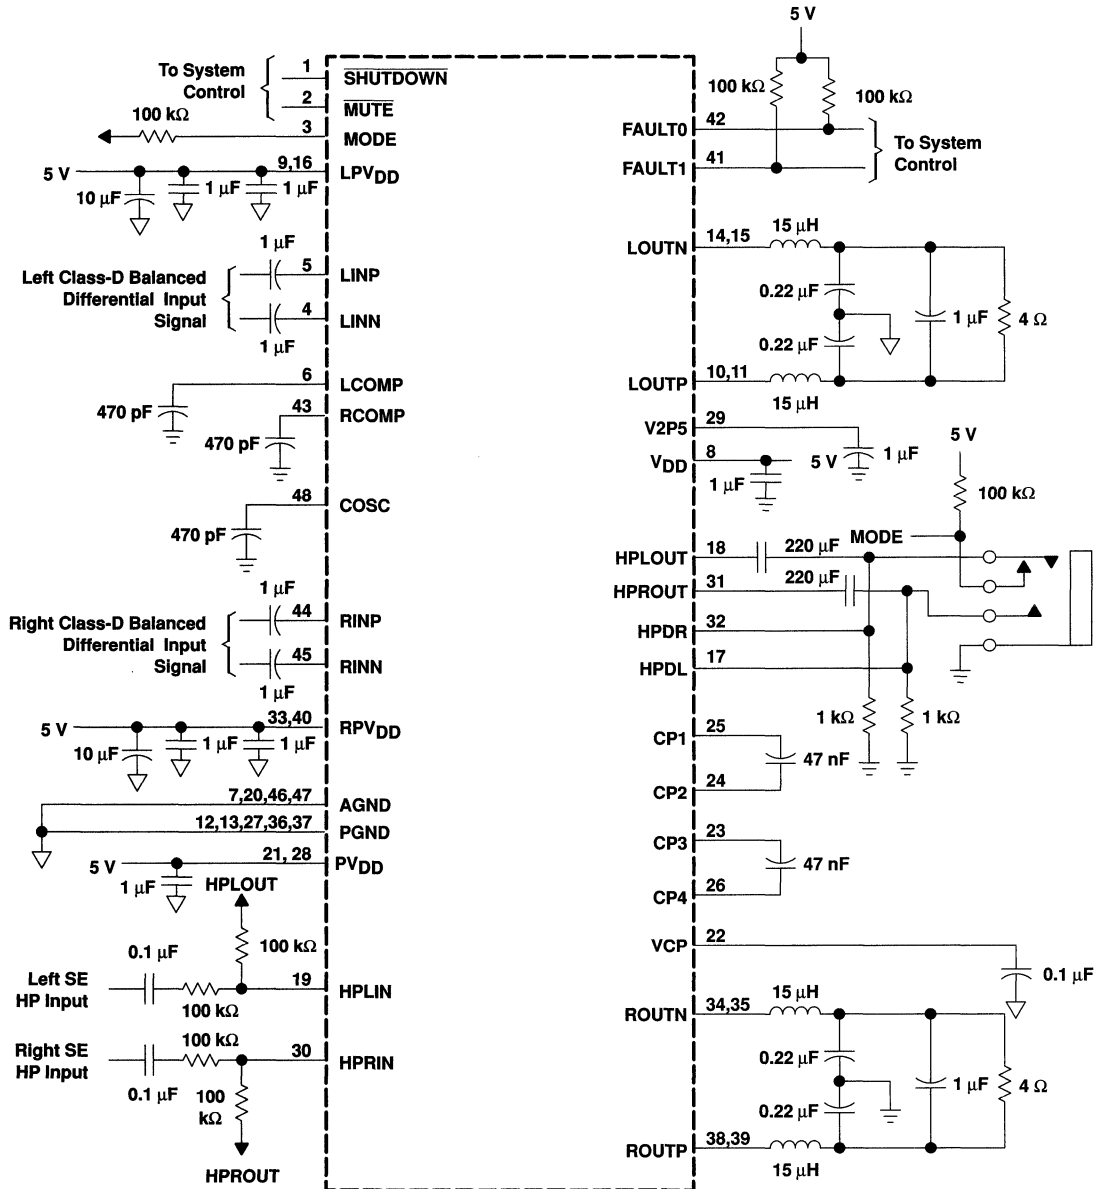 5 V
To System
Control
1
SHUTDOWN
2
MUTE
100 kΩ
3
MODE
100 kΩ
100 kΩ
FAULT0
42
FAULT1
41
To System
Control
5 V
9,16
LPVDD
10 μF
1 μF
1 μF
1 μF
5
LINP
Left Class-D Balanced
Differential Input
Signal
4
LINN
1 μF
LOUTN
14,15
15 μH
0.22 μF
0.22 μF
1 μF
4 Ω
LOUTP
10,11
15 μH
6
LCOMP
470 pF
43
RCOMP
470 pF
V2P5
29
1 μF
VDD
8
5 V
1 μF
48
COSC
470 pF
5 V
100 kΩ
MODE
HPLOUT
18
220 μF
HPROUT
31
220 μF
HPDR
32
HPDL
17
1 kΩ
1 kΩ
1 μF
44
RINP
Right Class-D Balanced
Differential Input
Signal
45
RINN
1 μF
5 V
33,40
RPVDD
10 μF
1 μF
1 μF
CP1
25
47 nF
CP2
24
7,20,46,47
AGND
12,13,27,36,37
PGND
CP3
23
47 nF
CP4
26
5 V
21, 28
PVDD
1 μF
HPLOUT
100 kΩ
0.1 μF
Left SE
HP Input
100 kΩ
19
HPLIN
VCP
22
0.1 μF
100 kΩ
Right SE
HP Input
0.1 μF
30
HPRIN
100
kΩ
HPROUT
ROUTN
34,35
15 μH
0.22 μF
0.22 μF
1 μF
4 Ω
ROUTP
38,39
15 μH